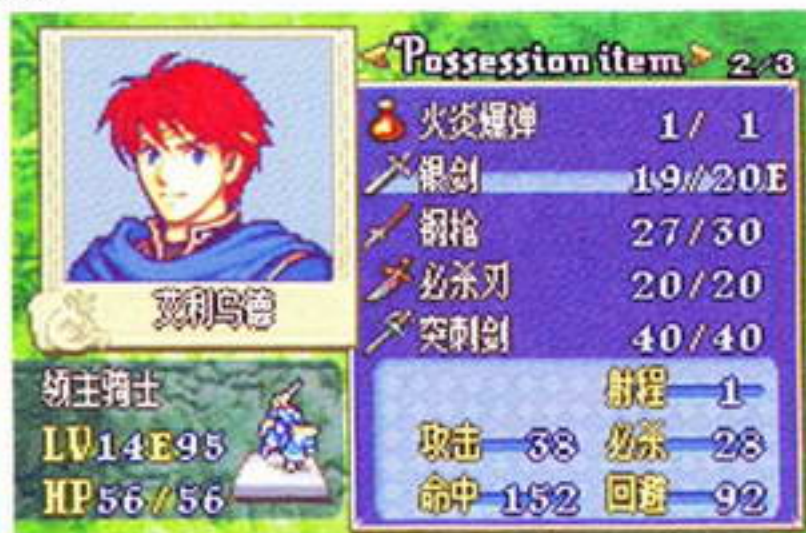 Possession item 2/3
火炎爆弹 1/ 1
银剑 19/20E
钢枪 27/30
必杀刃 20/20
突刺剑 40/40
艾利乌德
领主骑士
LV14E95
HP56/56
射程 1
攻击 38 必杀 28
命中 152 回避 92